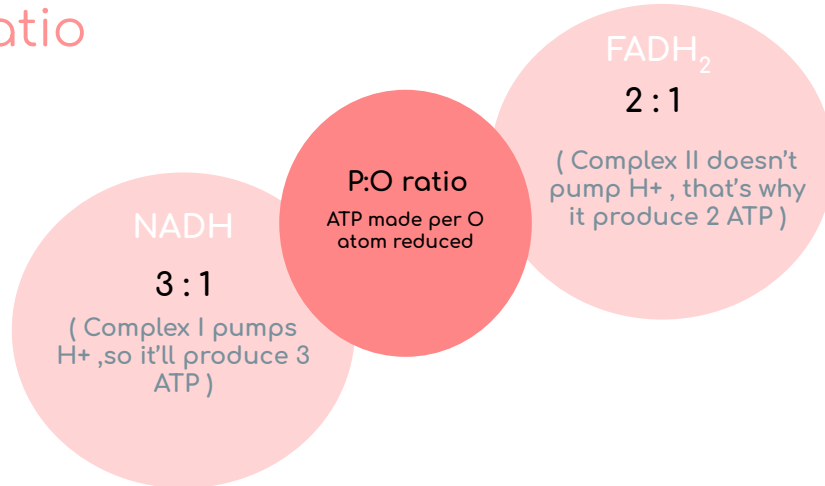 atio
NADH
3 : 1
( Complex I pumps
H+ ,so it'll produce 3
ATP )
P:O ratio
ATP made per O
atom reduced
FADH₂
2 : 1
( Complex II doesn't
pump H+ , that's why
it produce 2 ATP )